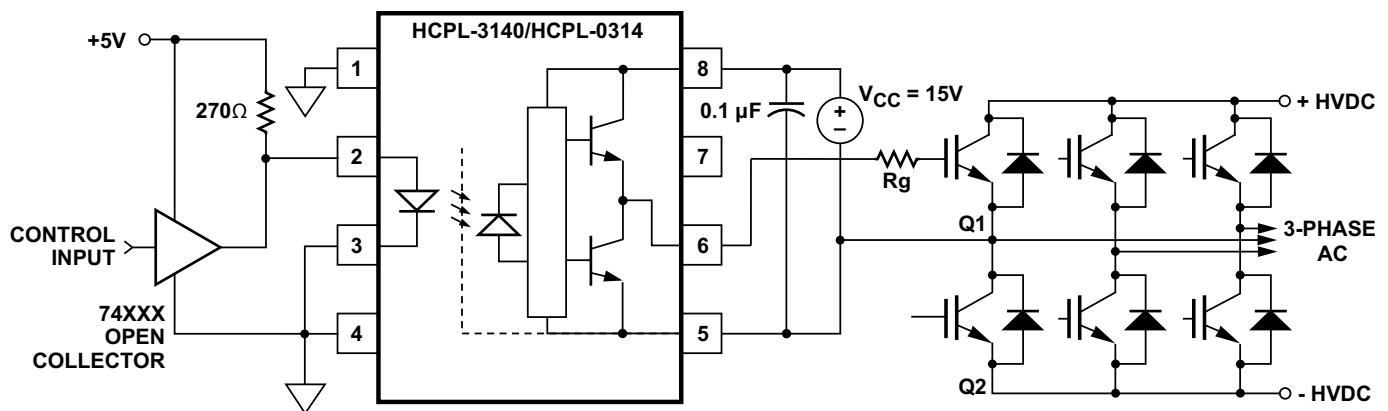 HCPL-3140/HCPL-0314
+5V
270Ω
1
2
3
4
8
7
6
5
0.1 µF
VCC = 15V
+
–
Rg
+ HVDC
Q1
3-PHASE
AC
Q2
- HVDC
CONTROL
INPUT
74XXX
OPEN
COLLECTOR